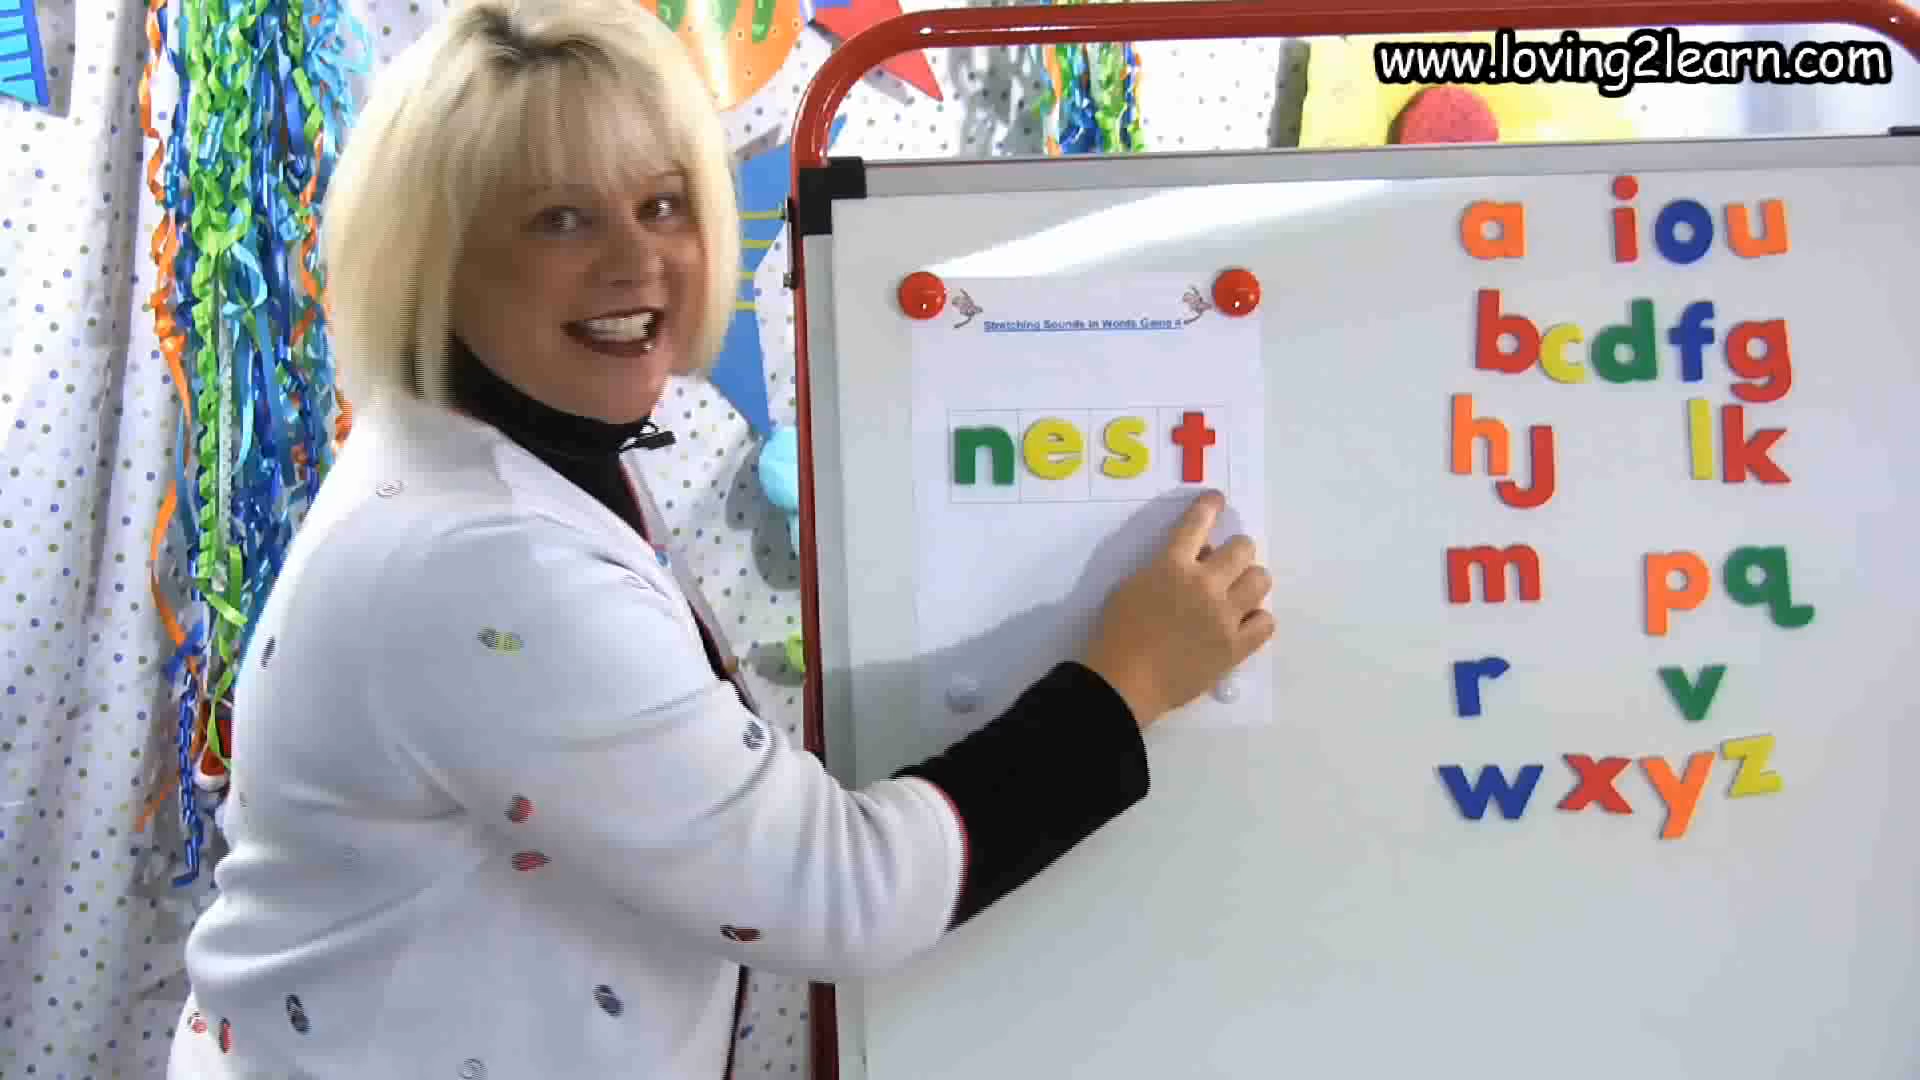 www.loving2learn.com
Stretching Sounds in Words Game 4
nest
a iou
bcdfg
hj lk
m pq
r v
wxyz